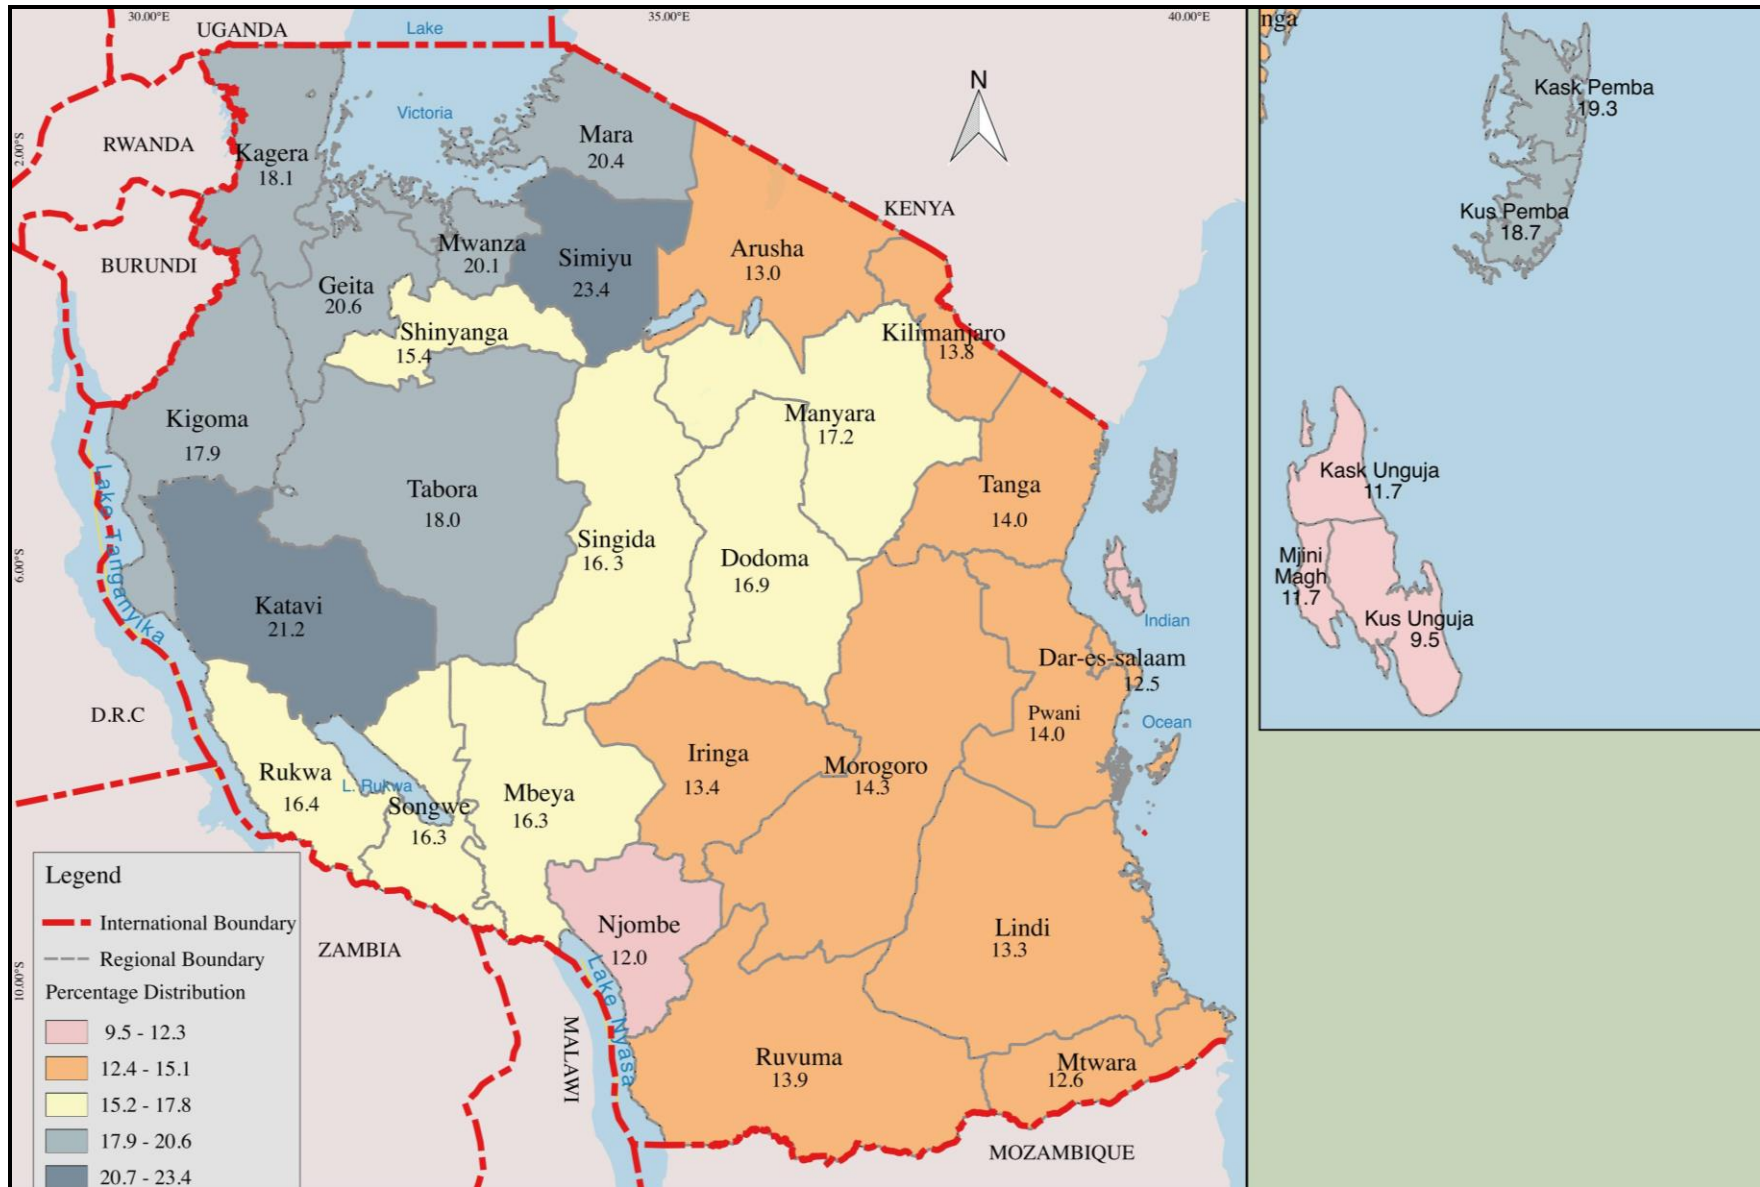 30.00°E
35.00°E
40.00°E
UGANDA
Lake
Victoria
N
2.00°S
RWANDA
Kagera
18.1
Mara
20.4
BURUNDI
Mwanza
20.1
Simiyu
23.4
Arusha
13.0
KENYA
Geita
20.6
Shinyanga
15.4
Kilimanjaro
13.8
Kigoma
17.9
Manyara
17.2
Tabora
18.0
Tanga
14.0
Lake Tanganyika
6.00°S
Singida
16. 3
Dodoma
16.9
Katavi
21.2
Indian
Dar-es-salaam
12.5
D.R.C
Pwani
14.0
Ocean
Iringa
13.4
Morogoro
14.3
Rukwa
16.4
L. Rukwa
Songwe
16.3
Mbeya
16.3
Njombe
12.0
Lindi
13.3
ZAMBIA
Lake Nyasa
10.00°S
MALAWI
Ruvuma
13.9
Mtwara
12.6
MOZAMBIQUE
Legend
International Boundary
Regional Boundary
Percentage Distribution
9.5 - 12.3
12.4 - 15.1
15.2 - 17.8
17.9 - 20.6
20.7 - 23.4
nga
Kask Pemba
19.3
Kus Pemba
18.7
Kask Unguja
11.7
Mjini
Magh
11.7
Kus Unguja
9.5